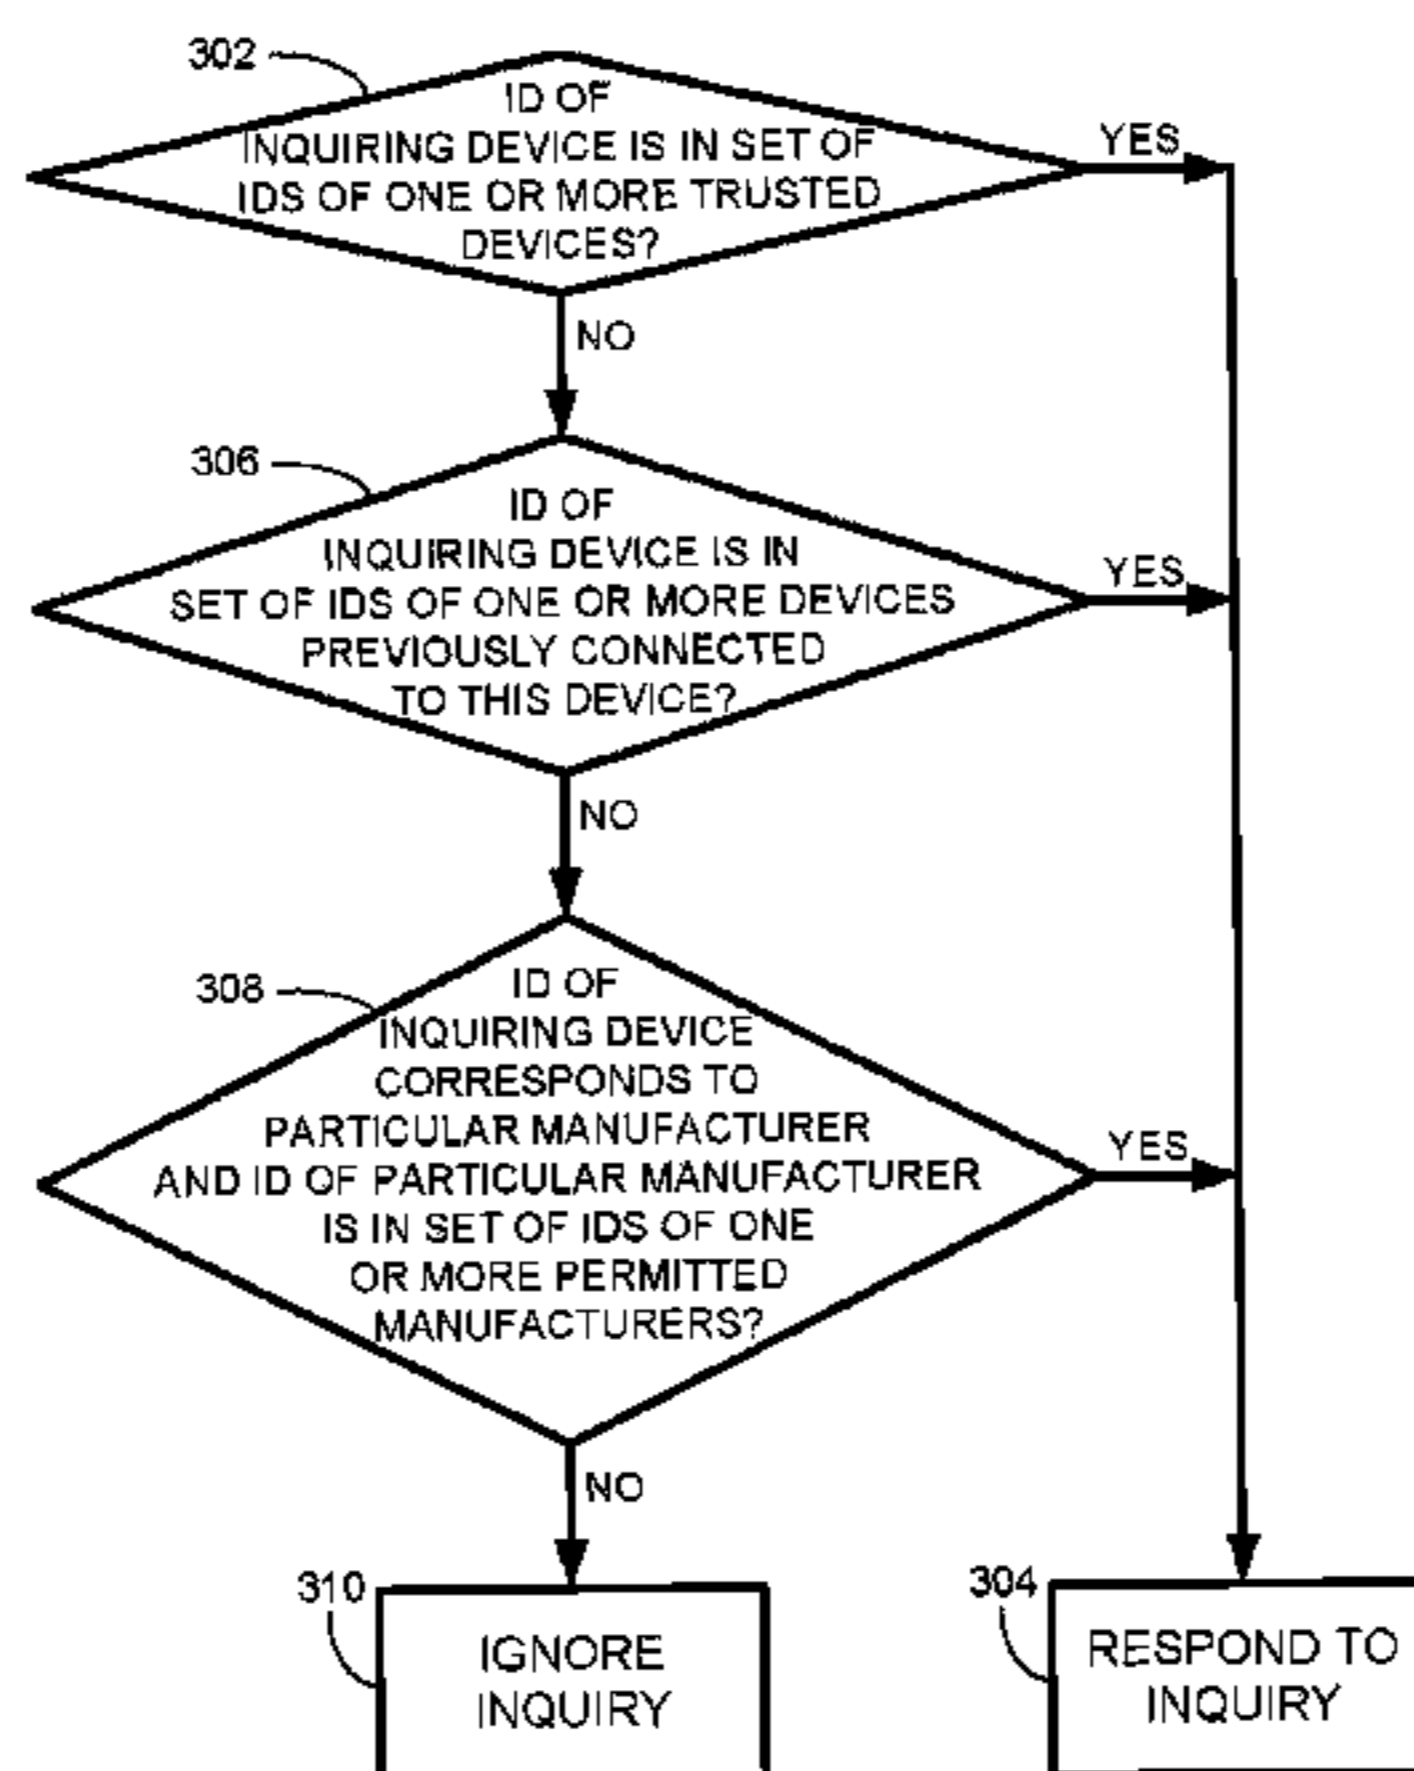 302
ID OF
INQUIRING DEVICE IS IN SET OF
IDS OF ONE OR MORE TRUSTED
DEVICES?
YES
NO
306
ID OF
INQUIRING DEVICE IS IN
SET OF IDS OF ONE OR MORE DEVICES
PREVIOUSLY CONNECTED
TO THIS DEVICE?
YES
NO
308
ID OF
INQUIRING DEVICE
CORRESPONDS TO
PARTICULAR MANUFACTURER
AND ID OF PARTICULAR MANUFACTURER
IS IN SET OF IDS OF ONE
OR MORE PERMITTED
MANUFACTURERS?
YES
NO
310
IGNORE
INQUIRY
304
RESPOND TO
INQUIRY